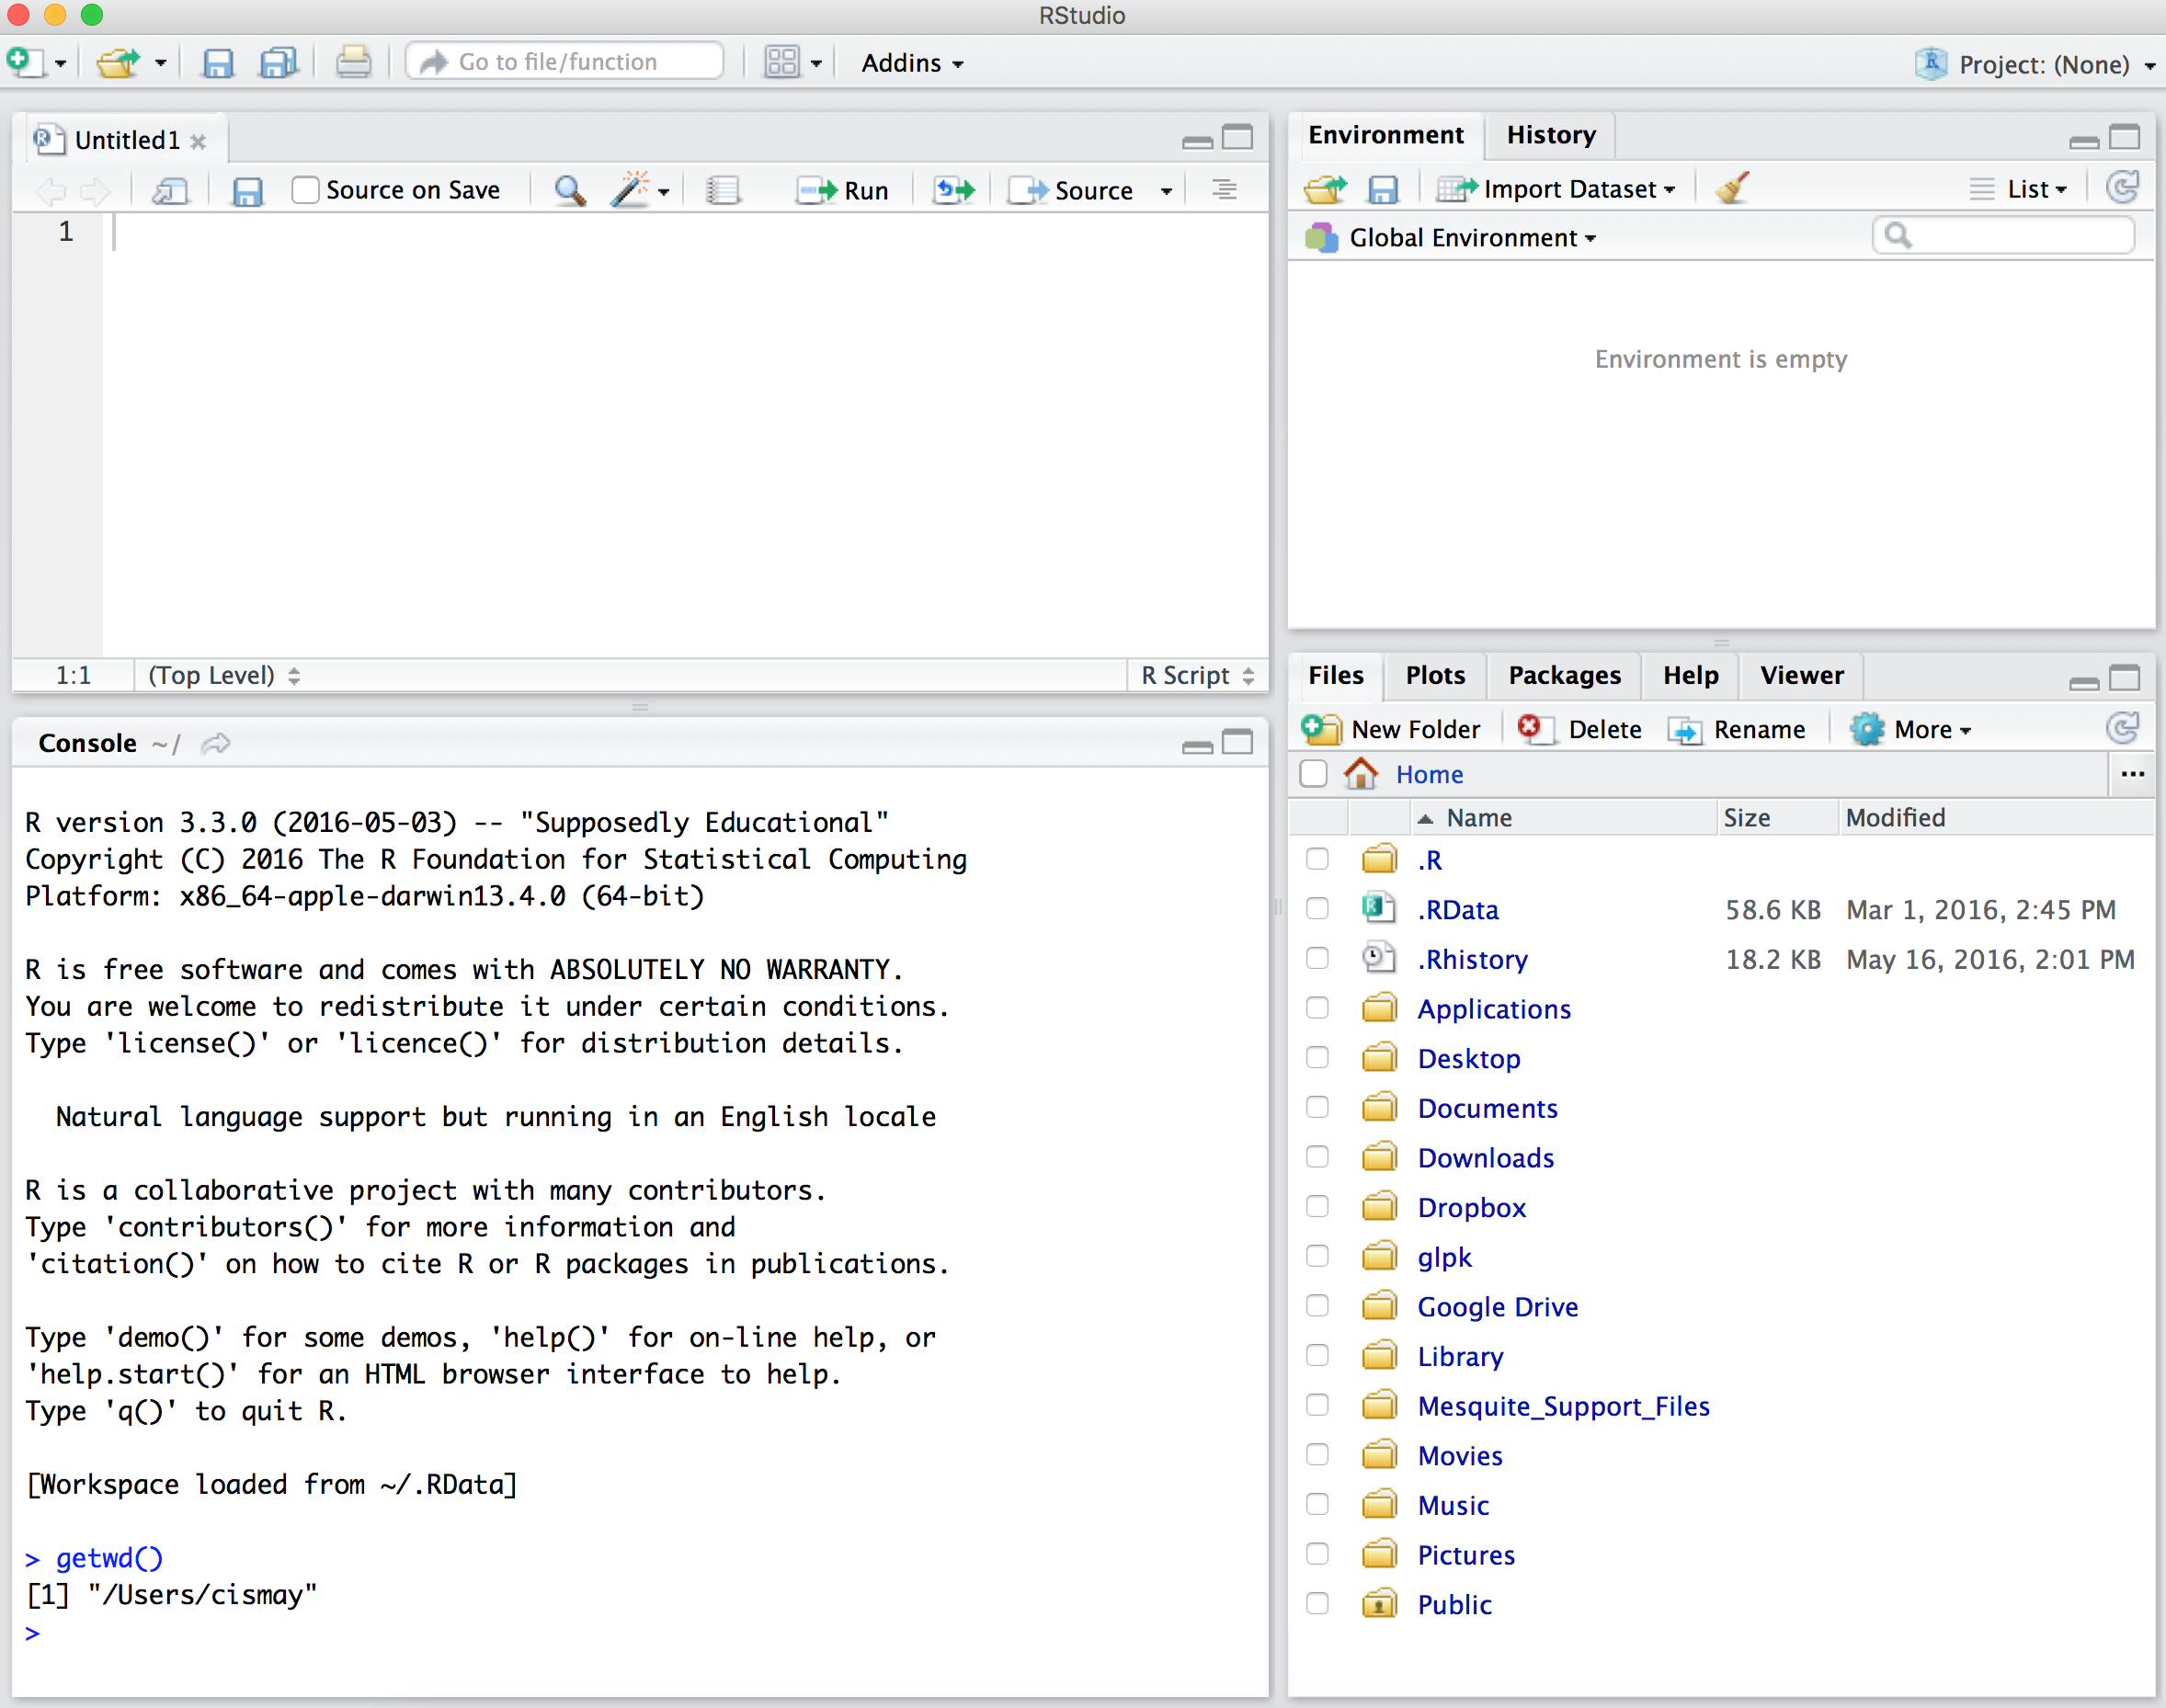 RStudio
Go to file/function Addins Project: (None)
Untitled1
Source on Save Run Source
1
1:1 (Top Level) R Script
Console ~/
R version 3.3.0 (2016-05-03) -- "Supposedly Educational"
Copyright (C) 2016 The R Foundation for Statistical Computing
Platform: x86_64-apple-darwin13.4.0 (64-bit)
R is free software and comes with ABSOLUTELY NO WARRANTY.
You are welcome to redistribute it under certain conditions.
Type 'license()' or 'licence()' for distribution details.
Natural language support but running in an English locale
R is a collaborative project with many contributors.
Type 'contributors()' for more information and
'citation()' on how to cite R or R packages in publications.
Type 'demo()' for some demos, 'help()' for on-line help, or
'help.start()' for an HTML browser interface to help.
Type 'q()' to quit R.
[Workspace loaded from ~/.RData]
> getwd()
[1] "/Users/cismay"
>
Environment History
Import Dataset List
Global Environment
Environment is empty
Files Plots Packages Help Viewer
New Folder Delete Rename More
Home ...
Name Size Modified
.R
.RData 58.6 KB Mar 1, 2016, 2:45 PM
.Rhistory 18.2 KB May 16, 2016, 2:01 PM
Applications
Desktop
Documents
Downloads
Dropbox
glpk
Google Drive
Library
Mesquite_Support_Files
Movies
Music
Pictures
Public